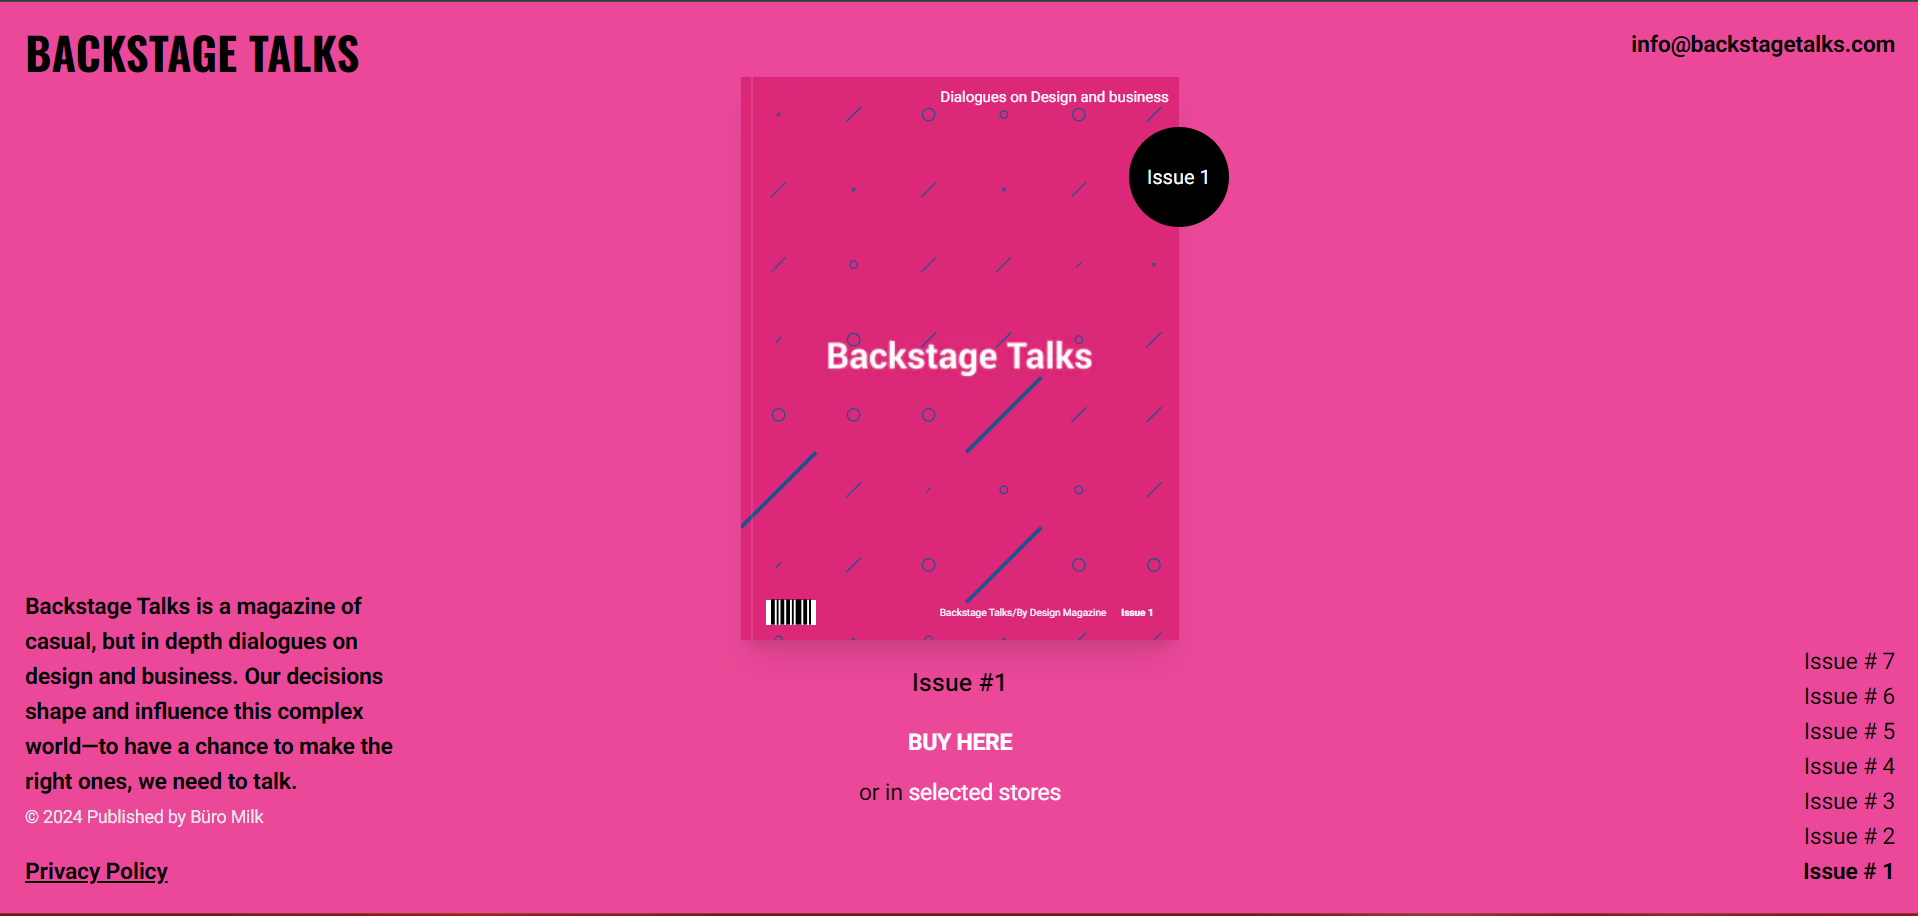 BACKSTAGE TALKS
info@backstagetalks.com
Dialogues on Design and business
Issue 1
Backstage Talks
Backstage Talks/By Design Magazine Issue 1
Issue #1
BUY HERE
or in selected stores
Backstage Talks is a magazine of
casual, but in depth dialogues on
design and business. Our decisions
shape and influence this complex
world—to have a chance to make the
right ones, we need to talk.
© 2024 Published by Büro Milk
Privacy Policy
Issue # 7
Issue # 6
Issue # 5
Issue # 4
Issue # 3
Issue # 2
Issue # 1